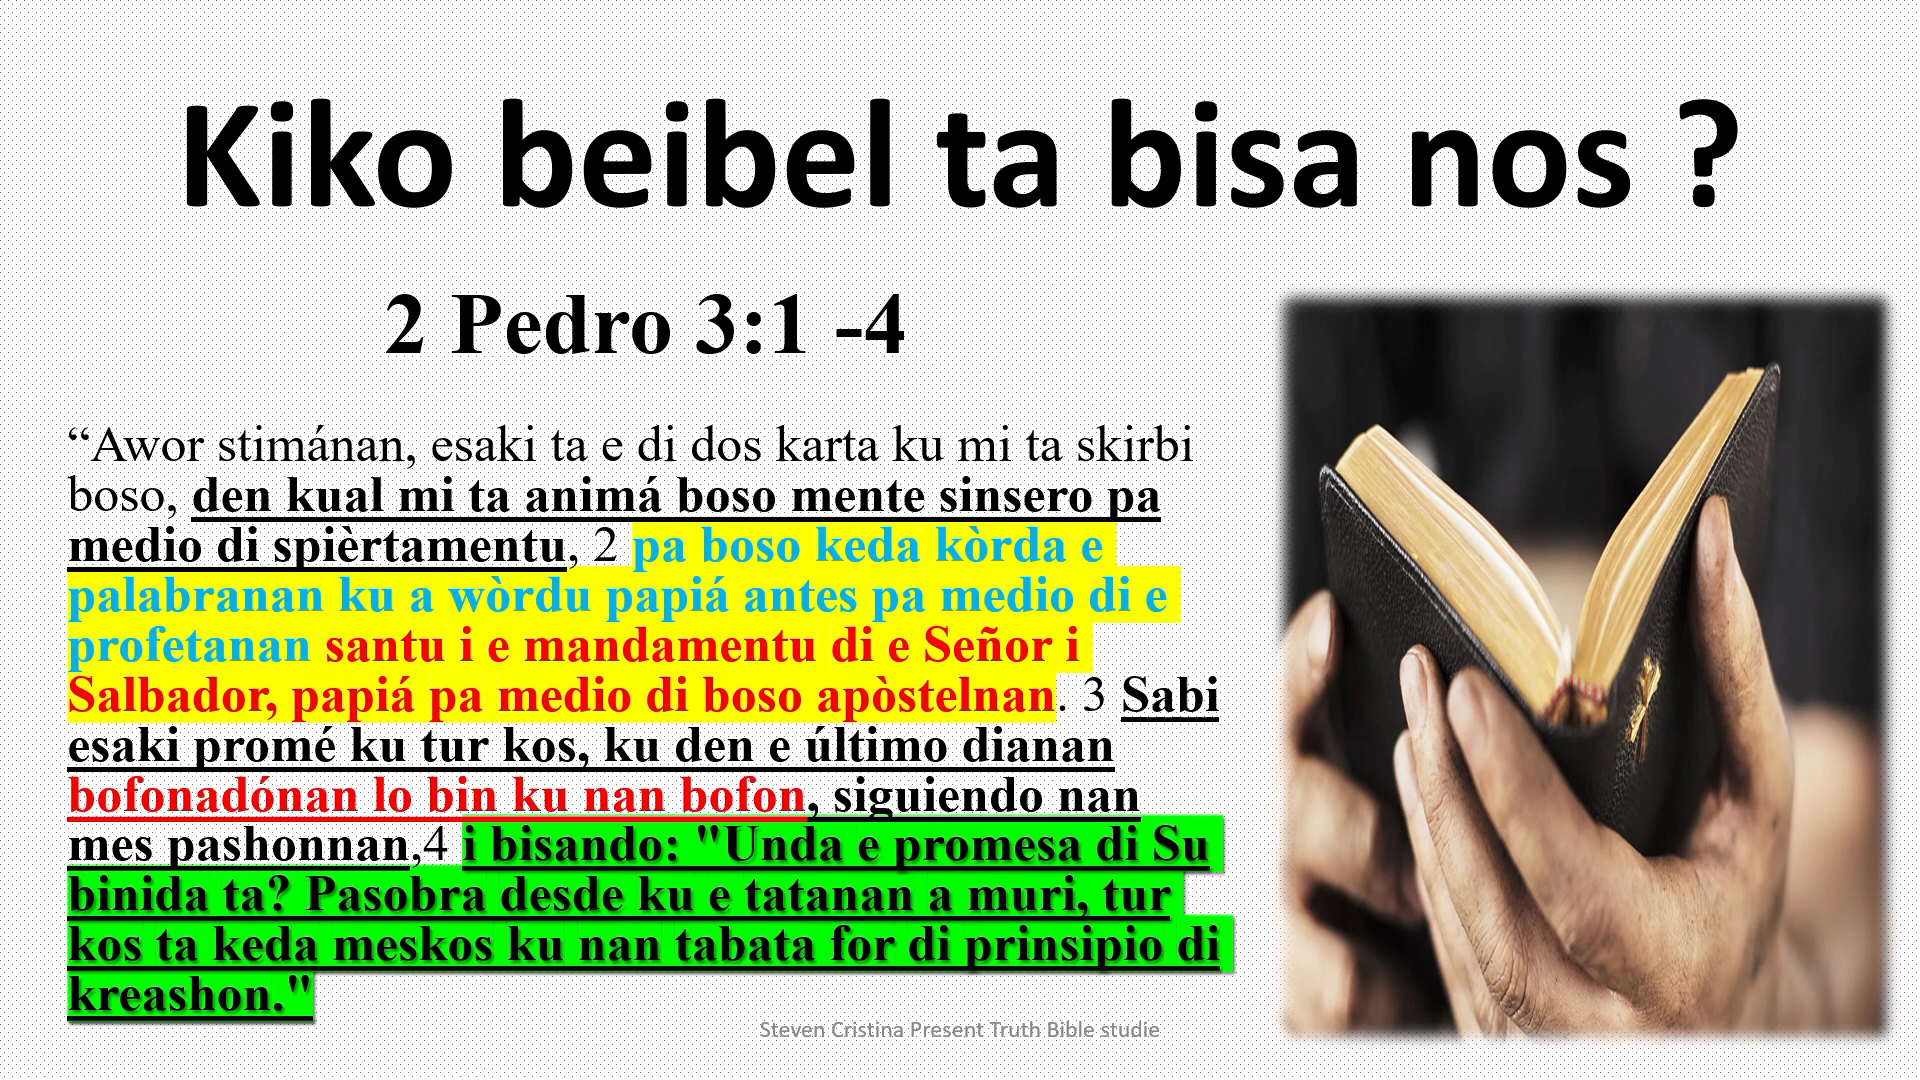 Kiko beibel ta bisa nos ?
2 Pedro 3:1 -4
“Awor stimánan, esaki ta e di dos karta ku mi ta skirbi
boso, den kual mi ta animá boso mente sinsero pa
medio di spièrtamentu, 2 pa boso keda kòrda e
palabranan ku a wòrdu papiá antes pa medio di e
profetanan santu i e mandamentu di e Señor i
Salbador, papiá pa medio di boso apòstelnan. 3 Sabi
esaki promé ku tur kos, ku den e último dianan
bofonadónan lo bin ku nan bofon, siguiendo nan
mes pashonnan,4 i bisando: "Unda e promesa di Su
binida ta? Pasobra desde ku e tatanan a muri, tur
kos ta keda meskos ku nan tabata for di prinsipio di
kreashon."
Steven Cristina Present Truth Bible studie